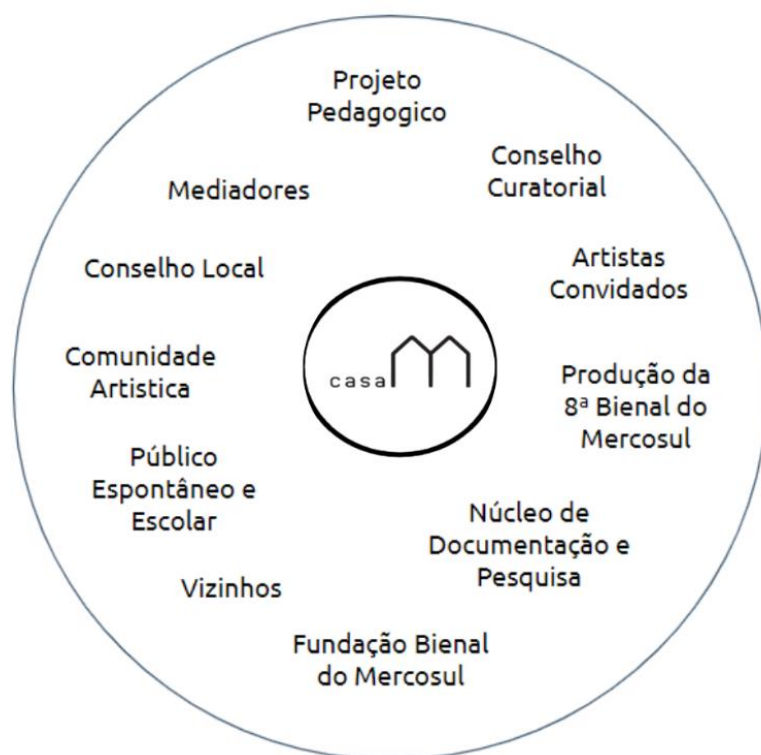 Projeto
Pedagogico
Conselho
Curatorial
Mediadores
Artistas
Convidados
Conselho Local
casa M
Comunidade
Artistica
Produção da
8ª Bienal do
Mercosul
Público
Espontâneo e
Escolar
Núcleo de
Documentação e
Pesquisa
Vizinhos
Fundação Bienal
do Mercosul